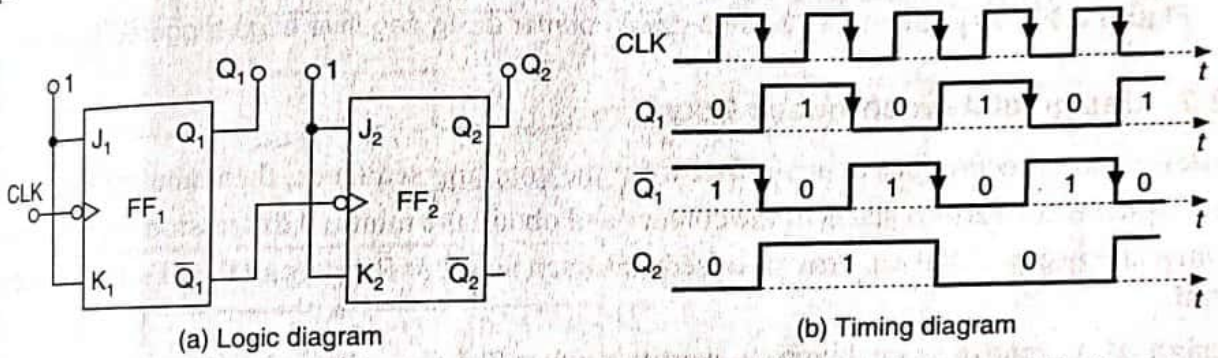 1
J₁
Q₁
CLK
FF₁
K₁
Q̅₁
Q₁
1
J₂
Q₂
FF₂
K₂
Q̅₂
Q₂
(a) Logic diagram
CLK
t
Q₁ 0 1 0 1 0 1
t
Q̅₁ 1 0 1 0 1 0
t
Q₂ 0 1 0
t
(b) Timing diagram